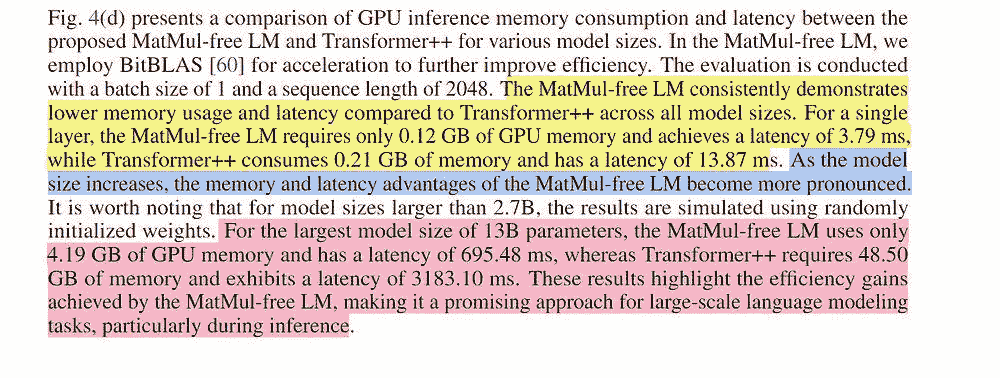 Fig. 4(d) presents a comparison of GPU inference memory consumption and latency between the
proposed MatMul-free LM and Transformer++ for various model sizes. In the MatMul-free LM, we
employ BitBLAS [60] for acceleration to further improve efficiency. The evaluation is conducted
with a batch size of 1 and a sequence length of 2048. The MatMul-free LM consistently demonstrates
lower memory usage and latency compared to Transformer++ across all model sizes. For a single
layer, the MatMul-free LM requires only 0.12 GB of GPU memory and achieves a latency of 3.79 ms,
while Transformer++ consumes 0.21 GB of memory and has a latency of 13.87 ms. As the model
size increases, the memory and latency advantages of the MatMul-free LM become more pronounced.
It is worth noting that for model sizes larger than 2.7B, the results are simulated using randomly
initialized weights. For the largest model size of 13B parameters, the MatMul-free LM uses only
4.19 GB of GPU memory and has a latency of 695.48 ms, whereas Transformer++ requires 48.50
GB of memory and exhibits a latency of 3183.10 ms. These results highlight the efficiency gains
achieved by the MatMul-free LM, making it a promising approach for large-scale language modeling
tasks, particularly during inference.